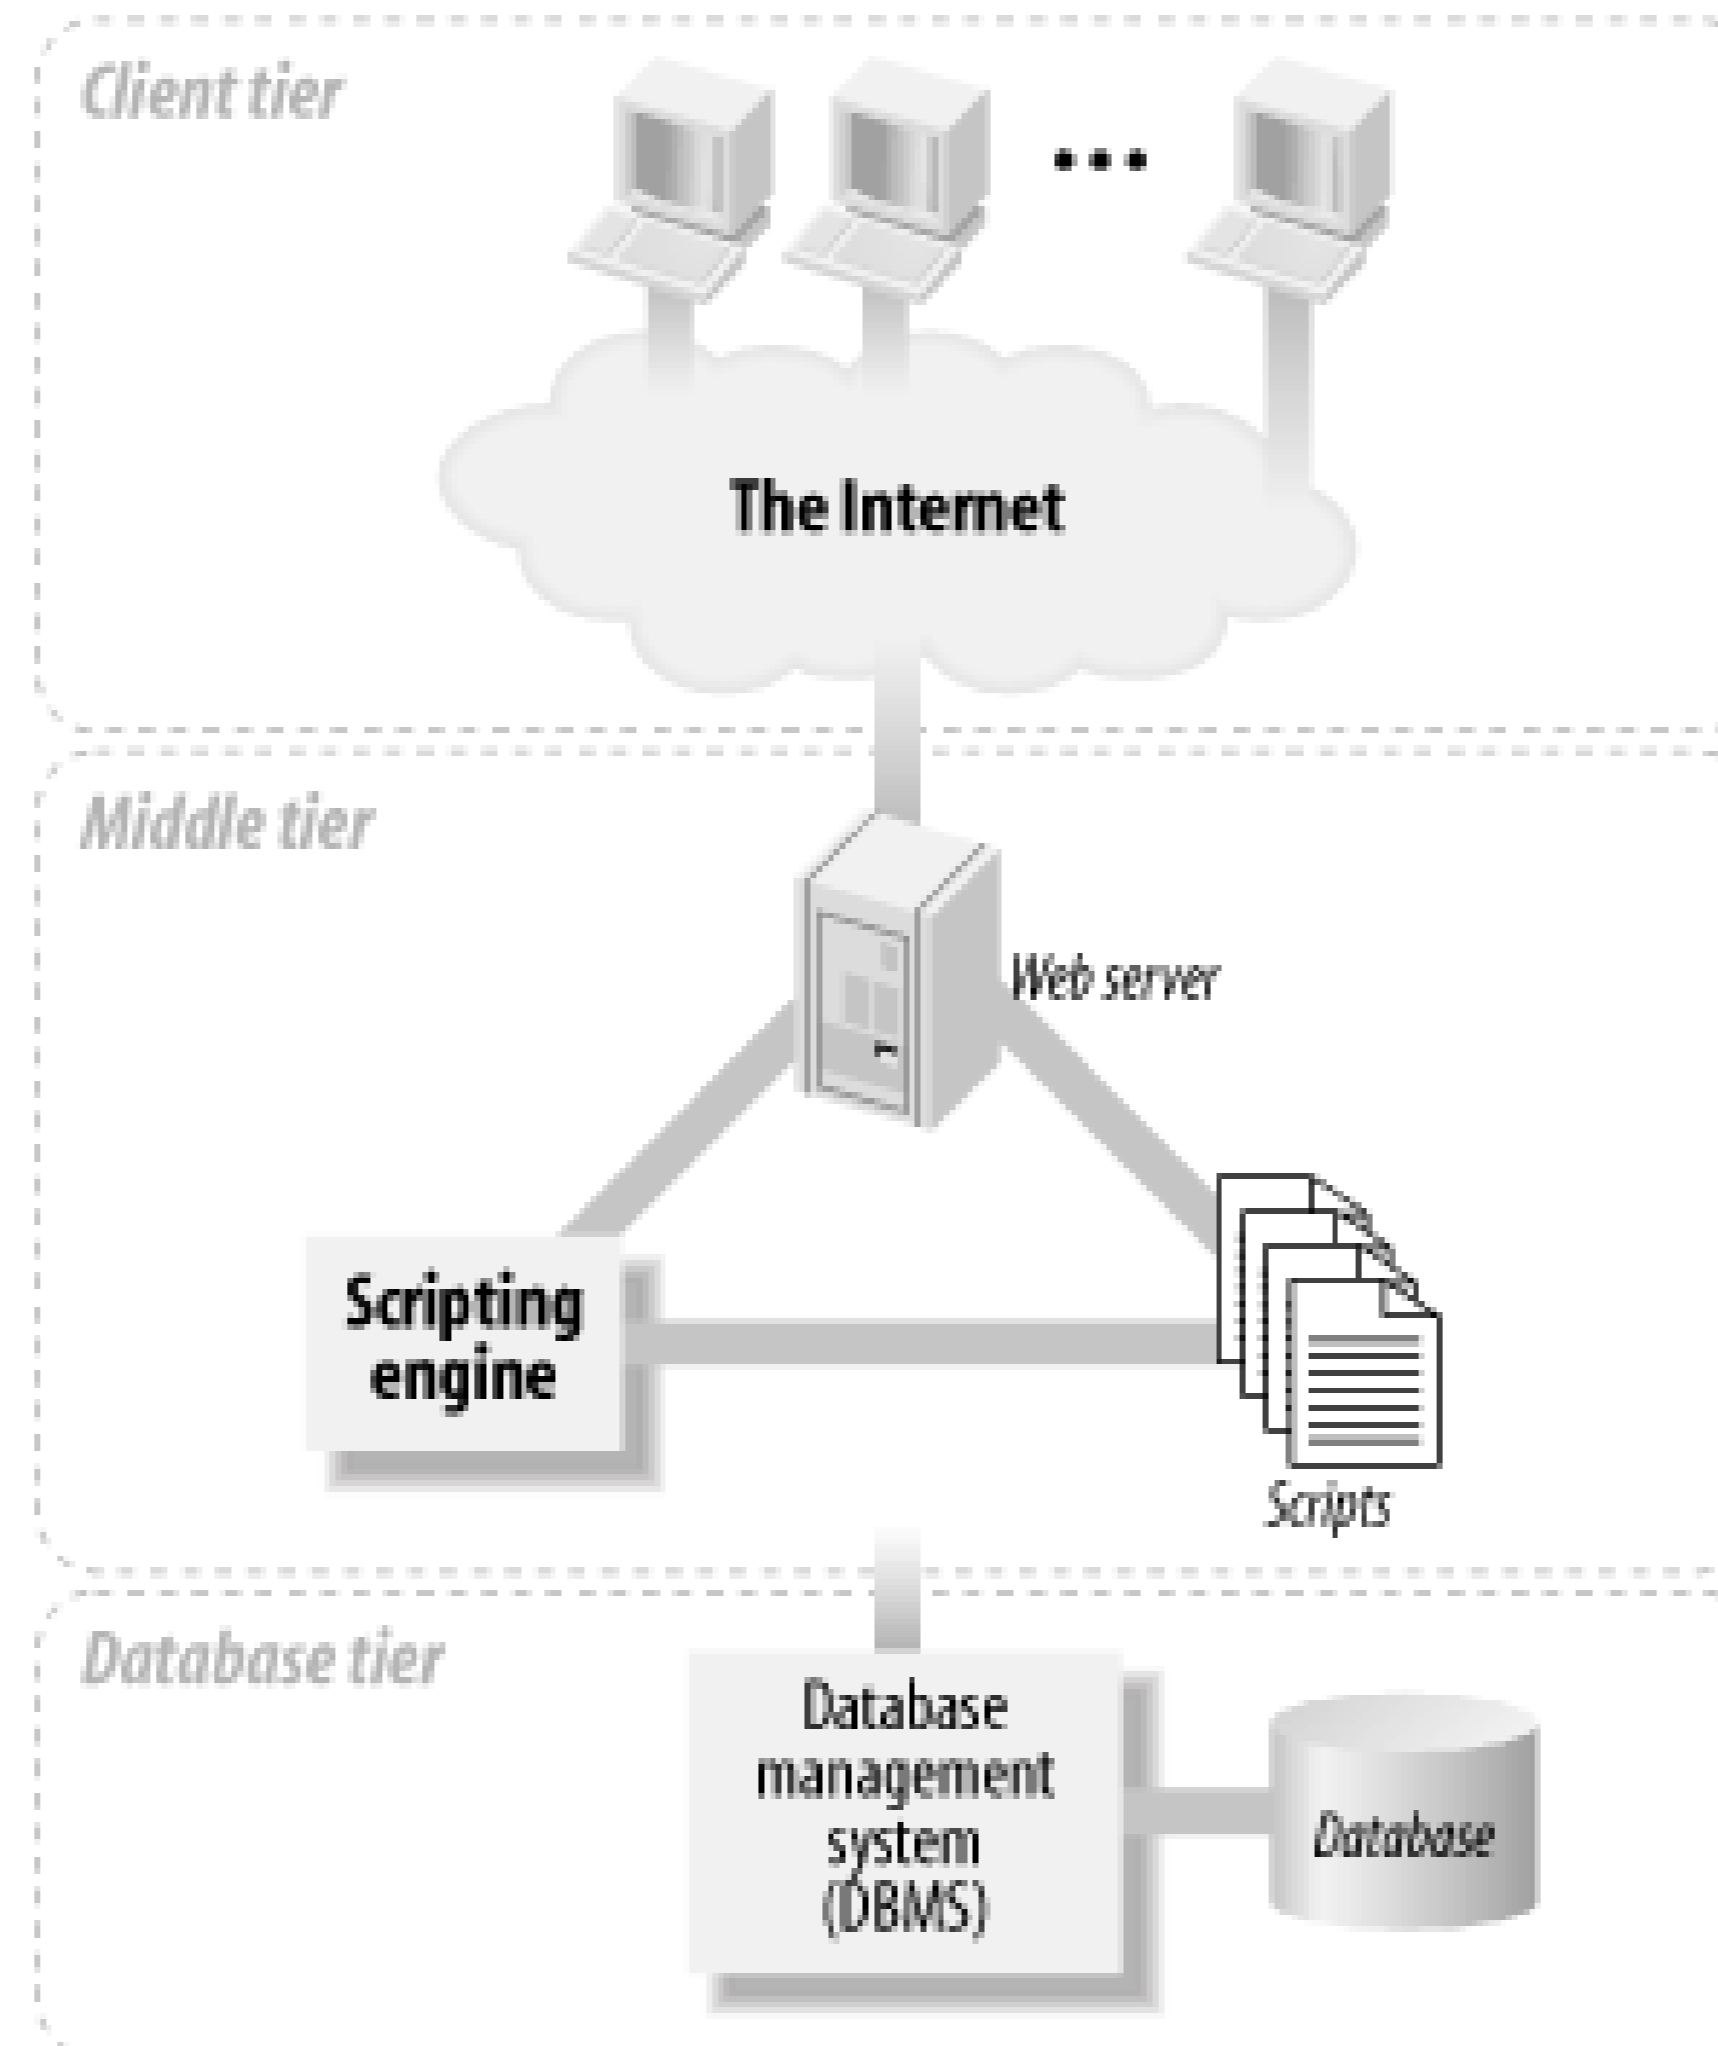 Client tier
The Internet
Middle tier
Web server
Scripting
engine
Scripts
Database tier
Database
management
system
(DBMS)
Database